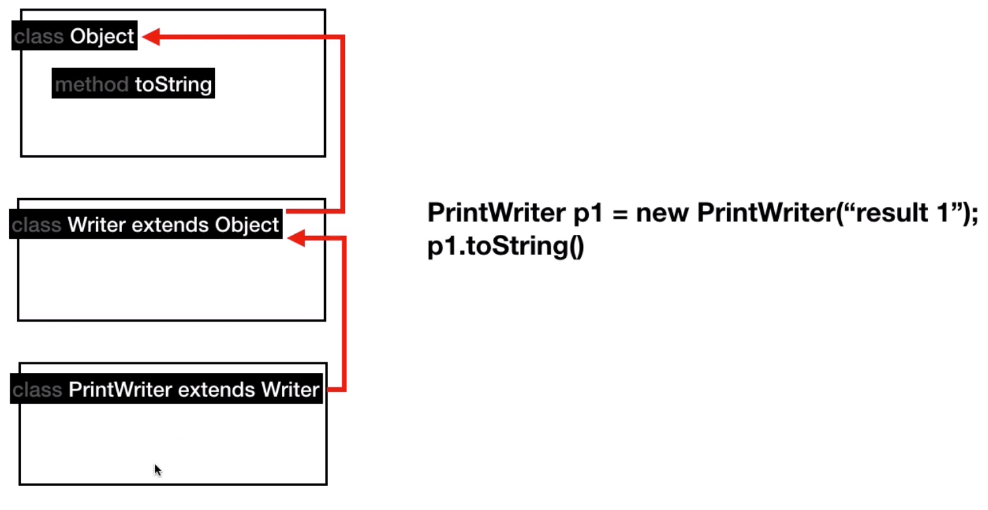 class Object
method toString
class Writer extends Object
class PrintWriter extends Writer
PrintWriter p1 = new PrintWriter(“result 1”);
p1.toString()